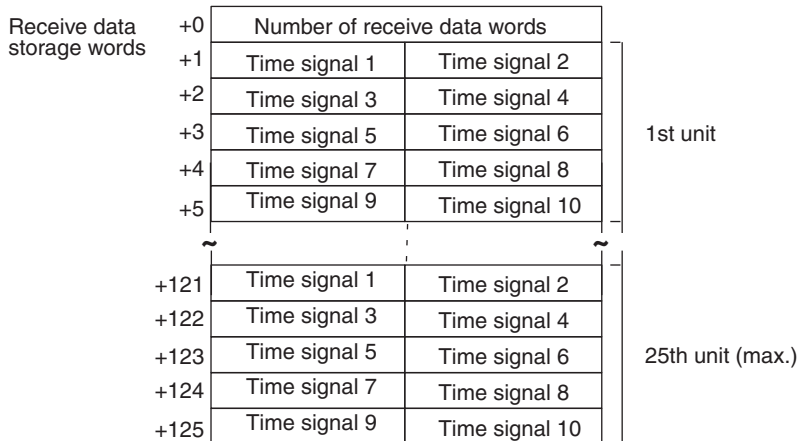 Receive data
storage words
+0 Number of receive data words
+1 Time signal 1 Time signal 2
+2 Time signal 3 Time signal 4
+3 Time signal 5 Time signal 6 1st unit
+4 Time signal 7 Time signal 8
+5 Time signal 9 Time signal 10
~ ~
+121 Time signal 1 Time signal 2
+122 Time signal 3 Time signal 4
+123 Time signal 5 Time signal 6 25th unit (max.)
+124 Time signal 7 Time signal 8
+125 Time signal 9 Time signal 10